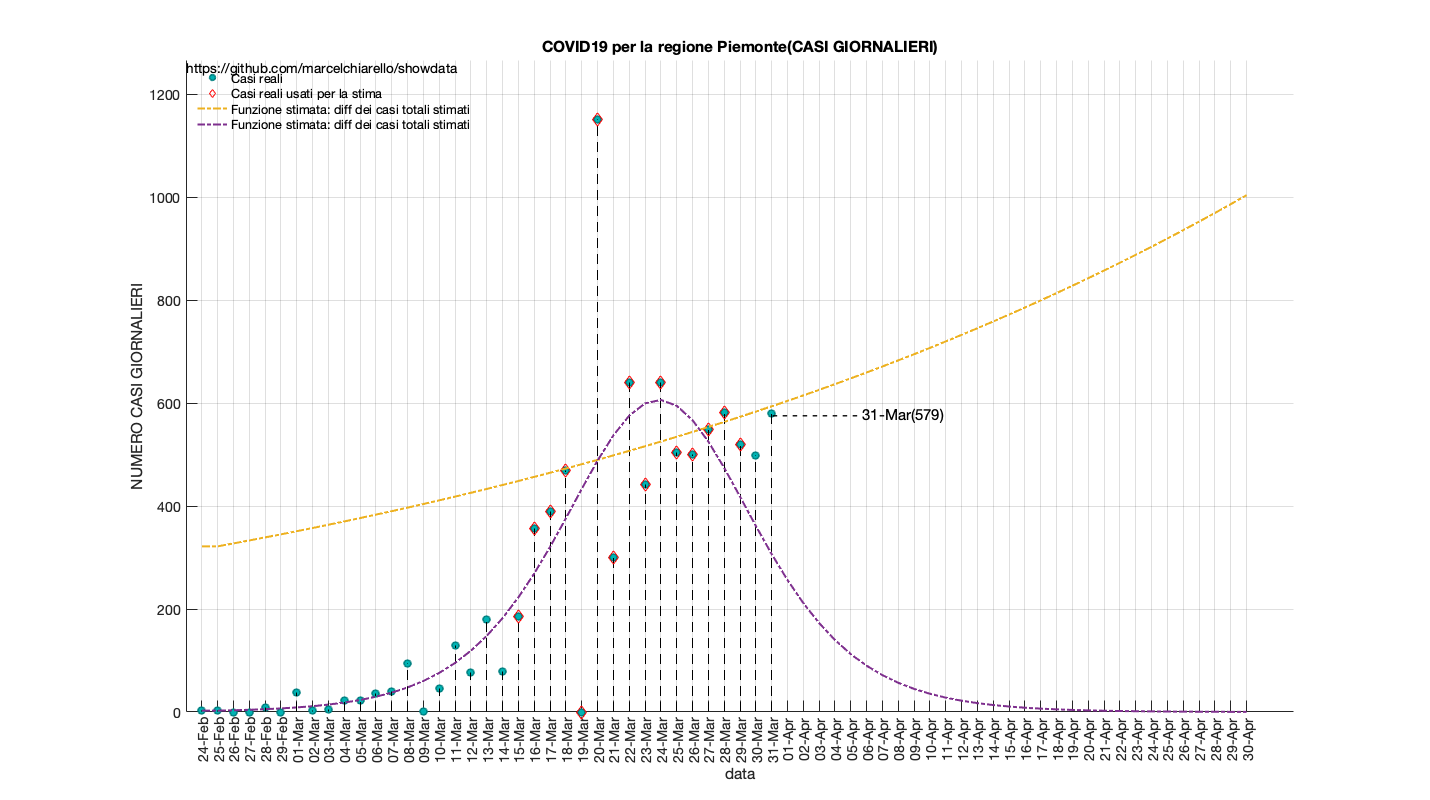 COVID19 per la regione Piemonte(CASI GIORNALIERI)
https://github.com/marcelchiarello/showdata
Casi reali
Casi reali usati per la stima
Funzione stimata: diff dei casi totali stimati
Funzione stimata: diff dei casi totali stimati
1200
1000
800
600
400
200
0
NUMERO CASI GIORNALIERI
31-Mar(579)
24-Feb
25-Feb
26-Feb
27-Feb
28-Feb
29-Feb
01-Mar
02-Mar
03-Mar
04-Mar
05-Mar
06-Mar
07-Mar
08-Mar
09-Mar
10-Mar
11-Mar
12-Mar
13-Mar
14-Mar
15-Mar
16-Mar
17-Mar
18-Mar
19-Mar
20-Mar
21-Mar
22-Mar
23-Mar
24-Mar
25-Mar
26-Mar
27-Mar
28-Mar
29-Mar
30-Mar
31-Mar
01-Apr
02-Apr
03-Apr
04-Apr
05-Apr
06-Apr
07-Apr
08-Apr
09-Apr
10-Apr
11-Apr
12-Apr
13-Apr
14-Apr
15-Apr
16-Apr
17-Apr
18-Apr
19-Apr
20-Apr
21-Apr
22-Apr
23-Apr
24-Apr
25-Apr
26-Apr
27-Apr
28-Apr
29-Apr
30-Apr
data